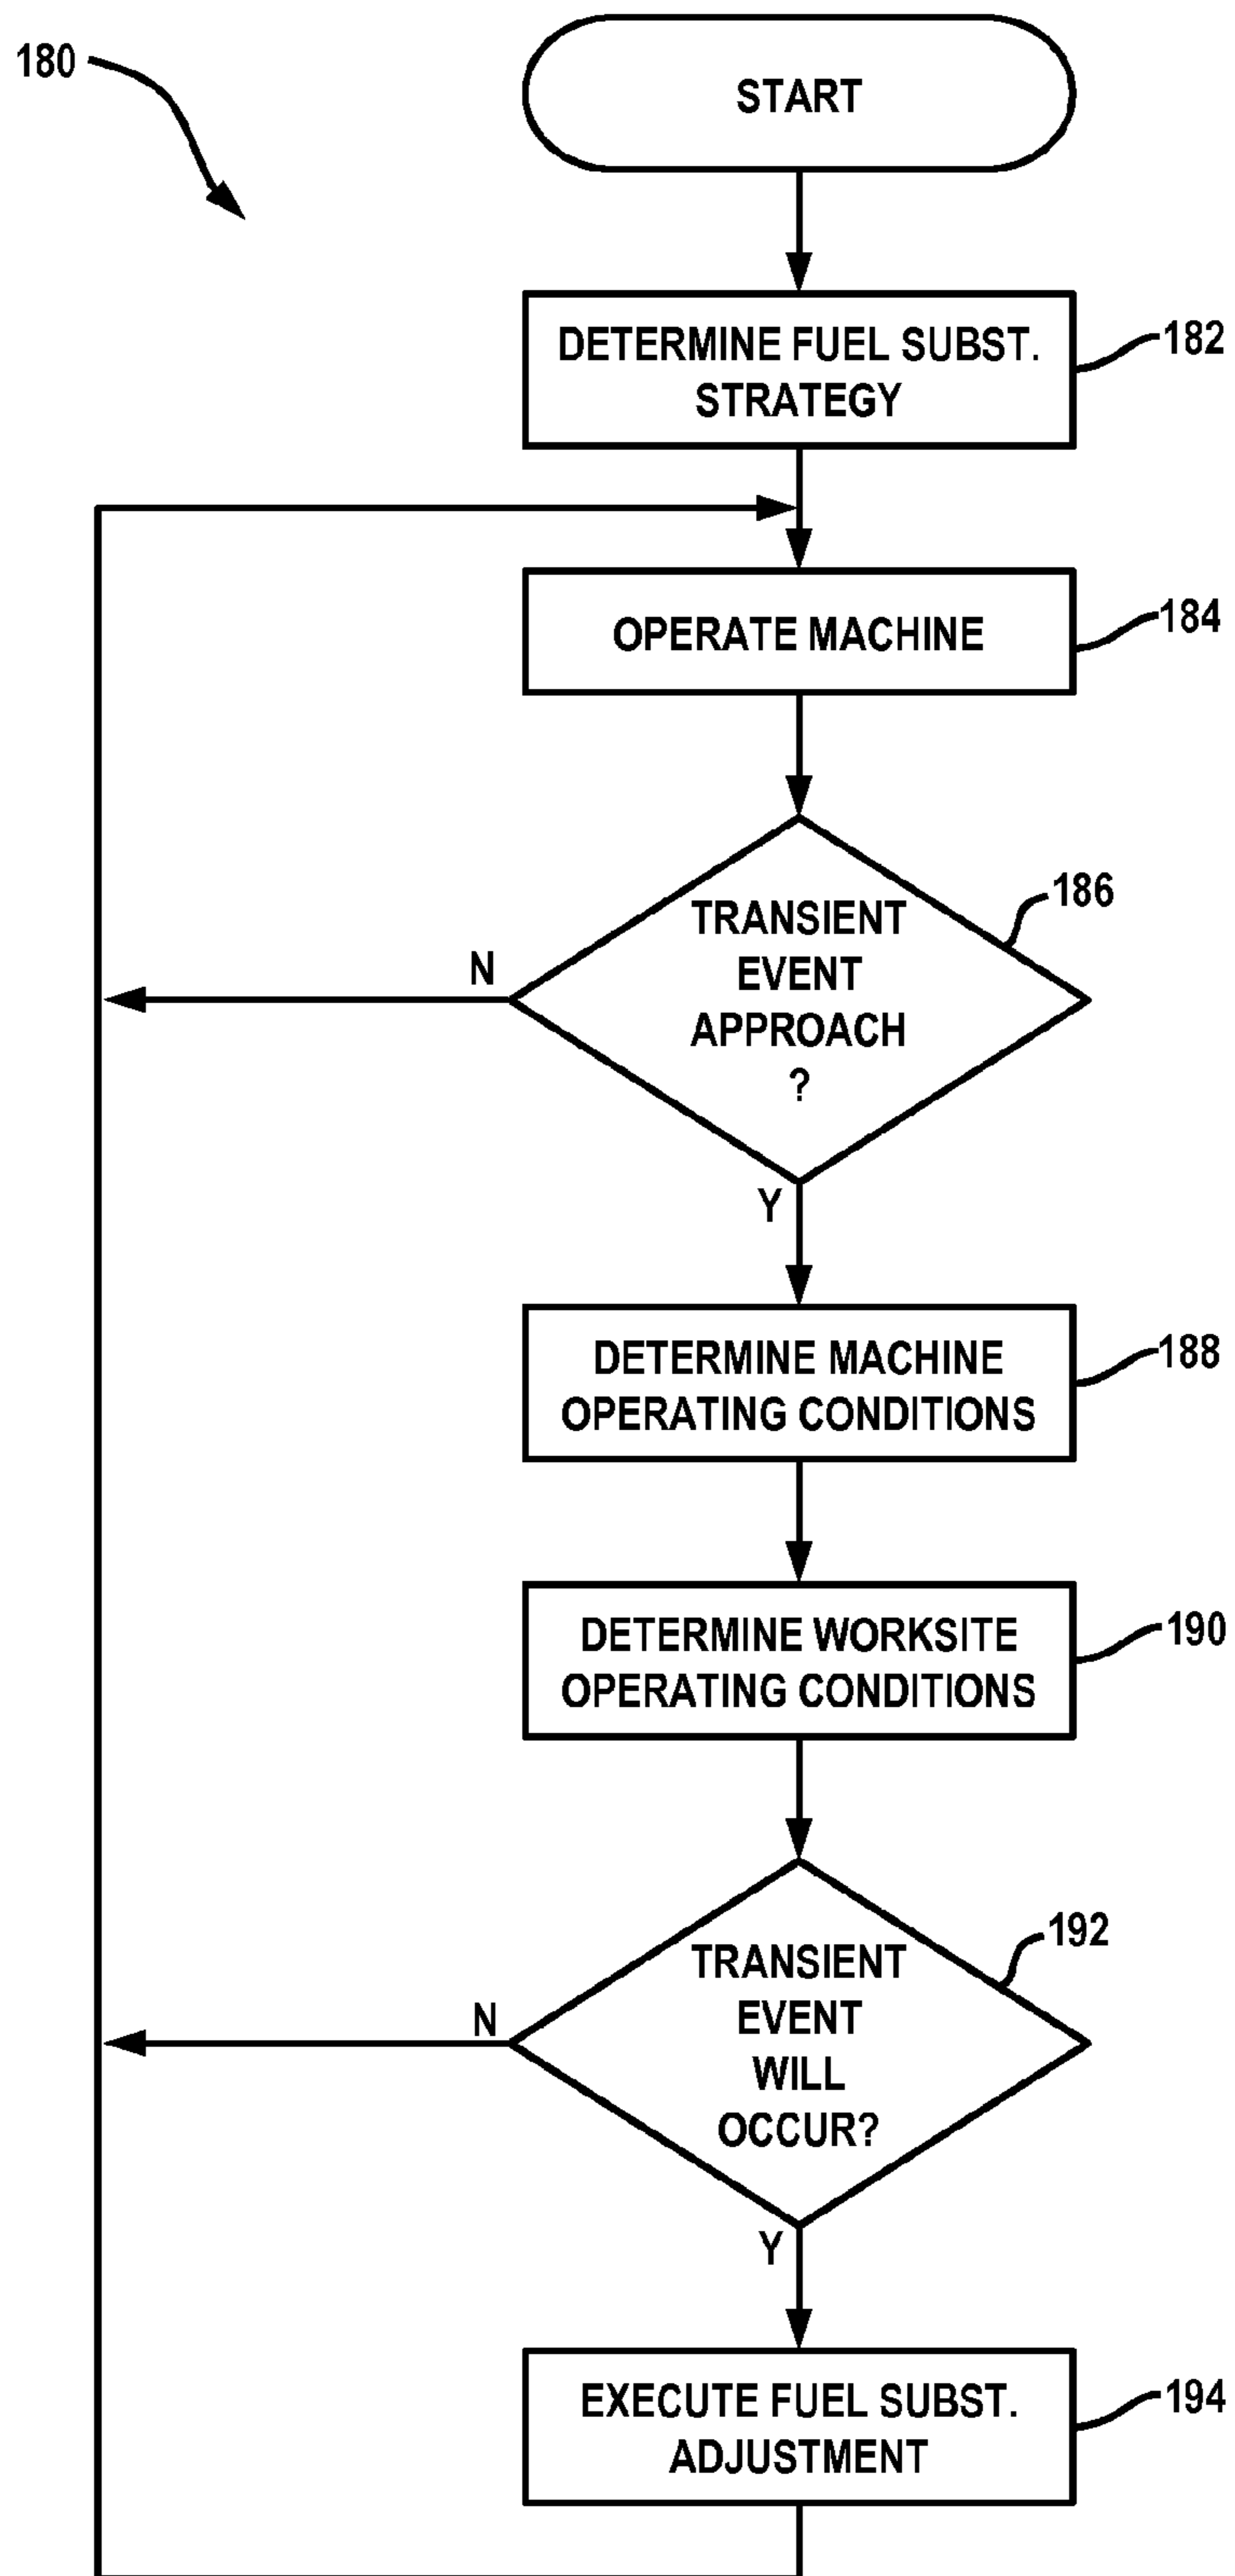 180
START
DETERMINE FUEL SUBST.
STRATEGY
182
OPERATE MACHINE
184
TRANSIENT
EVENT
APPROACH
?
186
N
Y
DETERMINE MACHINE
OPERATING CONDITIONS
188
DETERMINE WORKSITE
OPERATING CONDITIONS
190
TRANSIENT
EVENT
WILL
OCCUR?
192
N
Y
EXECUTE FUEL SUBST.
ADJUSTMENT
194